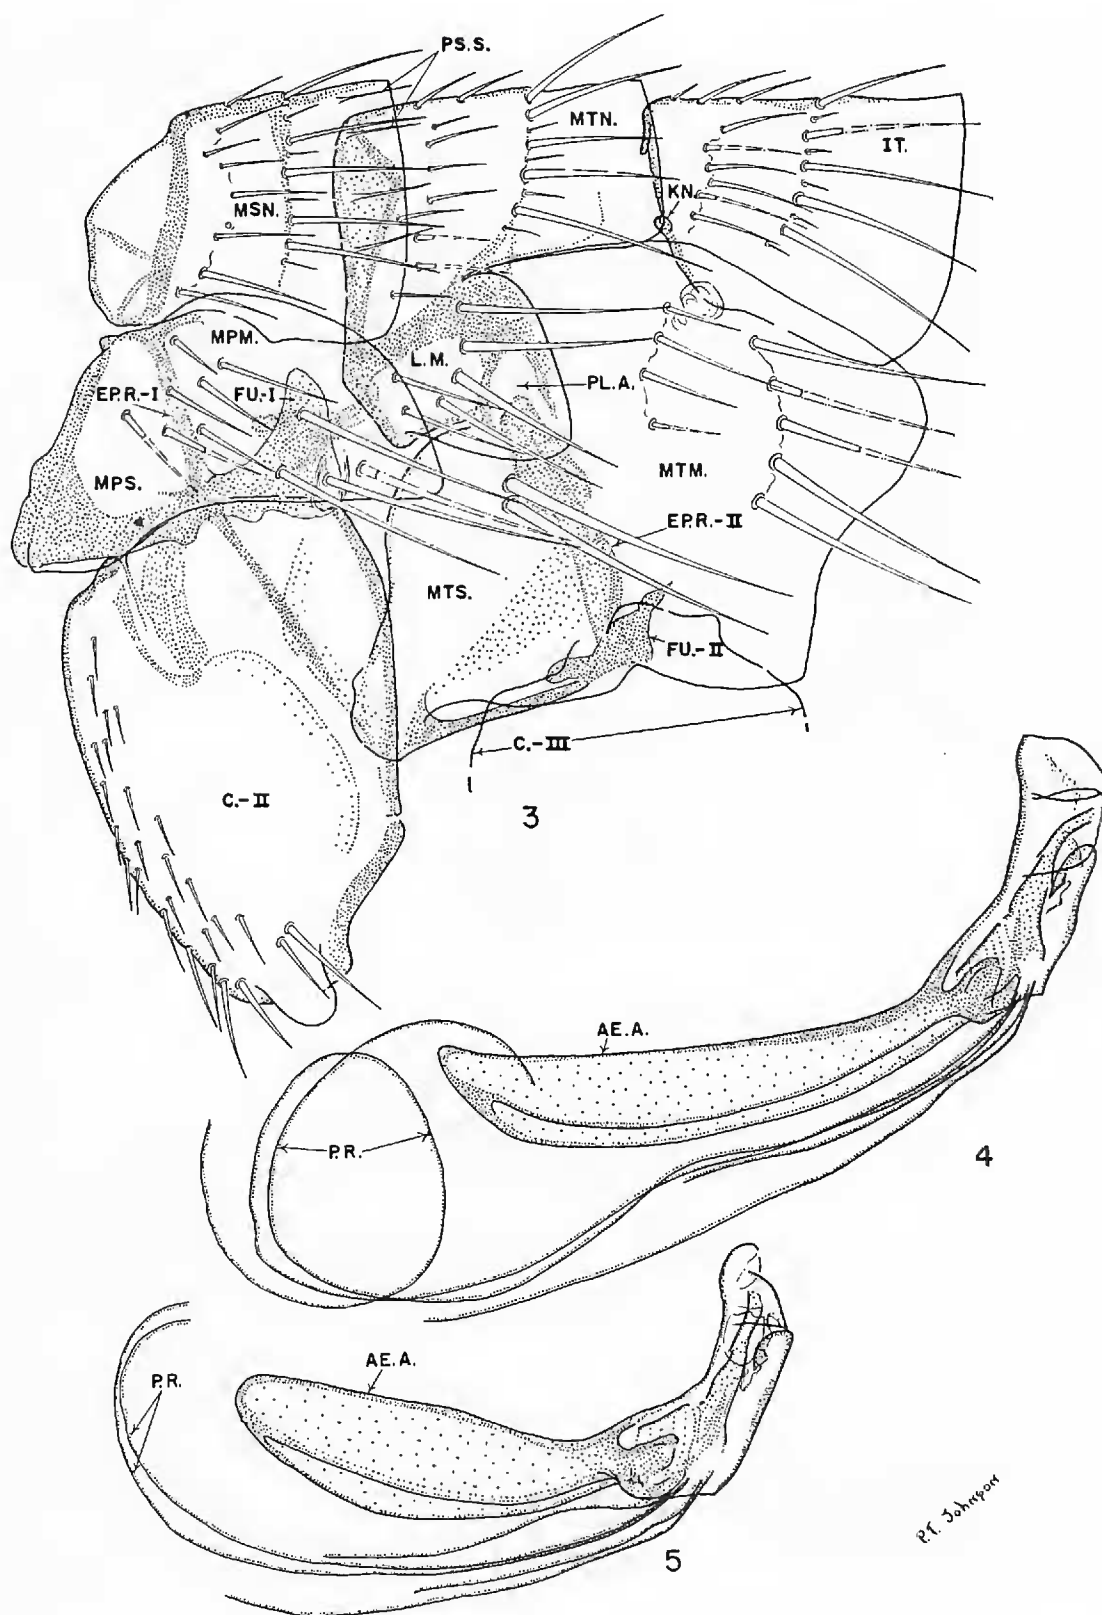 PS.S.
MTN.
IT.
KN.
MSN.
MPM.
L.M.
PL.A.
EP.R.-I
FU.-I
MPS.
MTM.
EP.R.-II
MTS.
FU.-II
C.-III
C.-II
3
AE.A.
P.R.
4
AE.A.
P.R.
5
P.T. Johnson